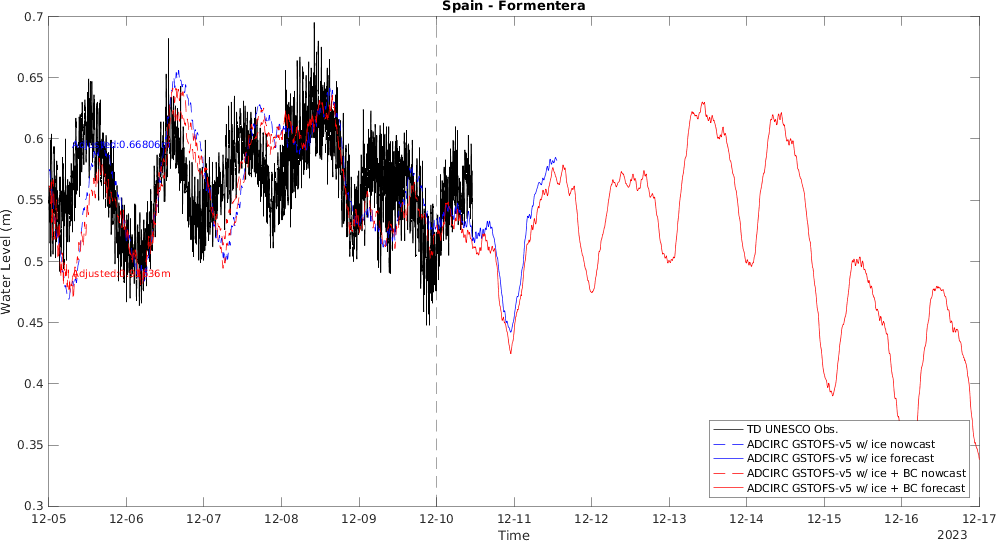 Spain - Formentera
0.7
0.65
0.6
0.55
0.5
0.45
0.4
0.35
0.3
Water Level (m)
12-05
12-06
12-07
12-08
12-09
12-10
12-11
12-12
12-13
12-14
12-15
12-16
12-17
Time
2023
TD UNESCO Obs.
ADCIRC GSTOFS-v5 w/ ice nowcast
ADCIRC GSTOFS-v5 w/ ice forecast
ADCIRC GSTOFS-v5 w/ ice + BC nowcast
ADCIRC GSTOFS-v5 w/ ice + BC forecast